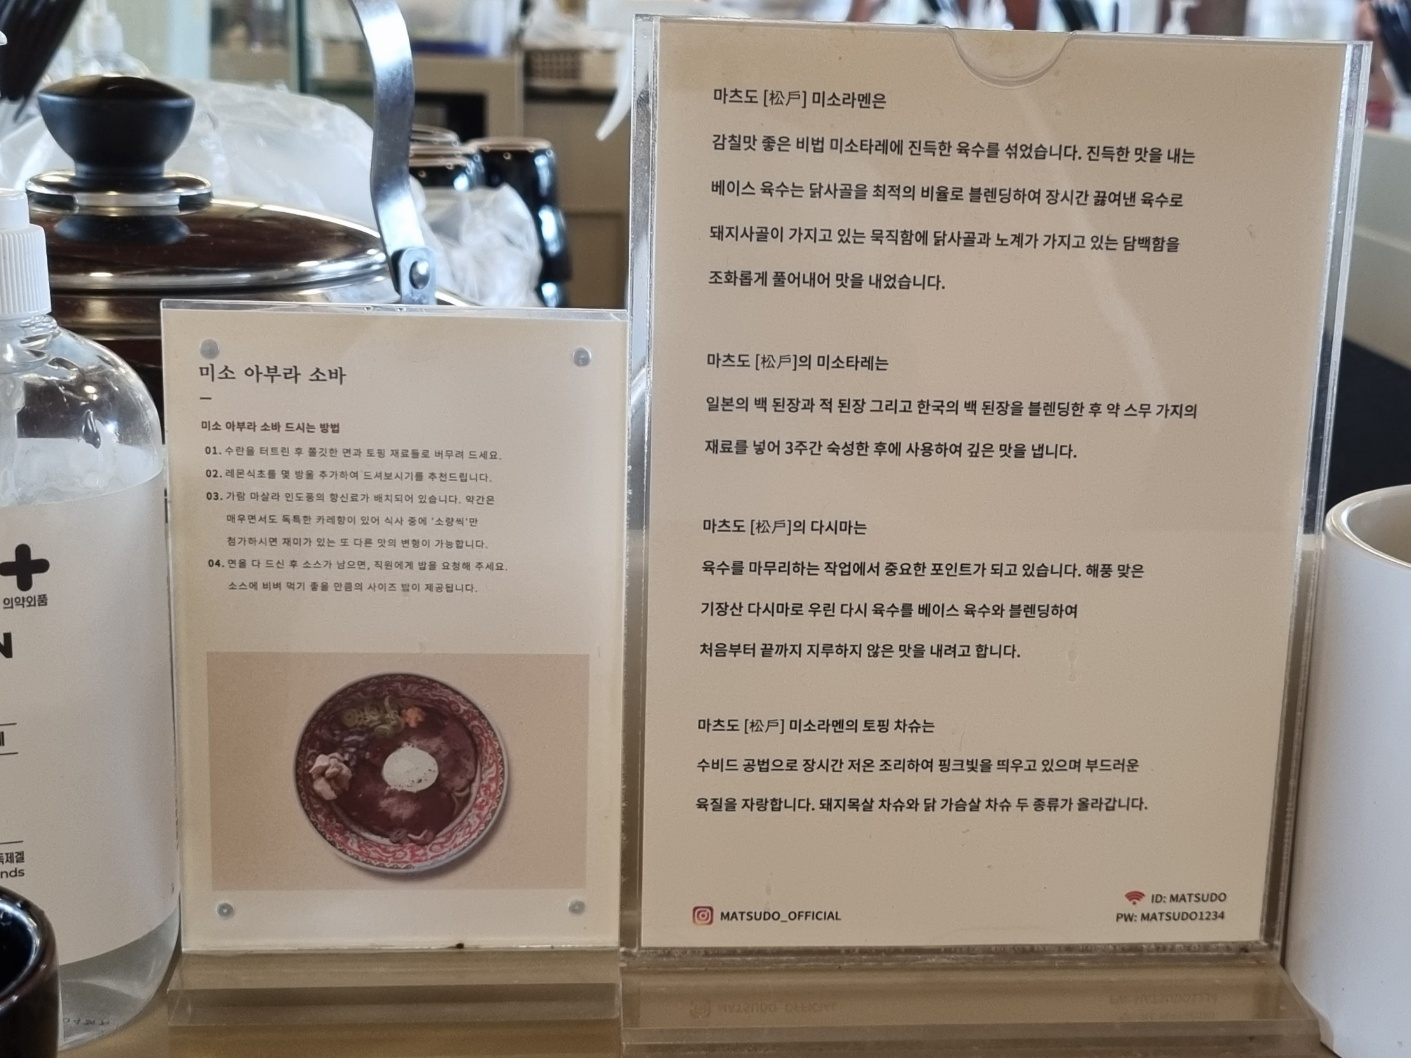 미소 아부라 소바
미소 아부라 소바 드시는 방법
01. 수란을 터트린 후 쫄깃한 면과 토핑 재료들로 버무려 드세요.
02. 레몬식초를 몇 방울 추가하여 드셔보시기를 추천드립니다.
03. 가람 마살라 인도풍의 향신료가 배치되어 있습니다. 약간은
매우면서도 독특한 카레향이 있어 식사 중에 '소량씩'만
첨가하시면 재미가 있는 또 다른 맛의 변형이 가능합니다.
04. 면을 다 드신 후 소스가 남으면, 직원에게 밥을 요청해 주세요.
소스에 비벼 먹기 좋을 만큼의 사이즈 밥이 제공됩니다.
마츠도 [松戶] 미소라멘은
감칠맛 좋은 비법 미소타레에 진득한 육수를 섞었습니다. 진득한 맛을 내는
베이스 육수는 닭사골을 최적의 비율로 블렌딩하여 장시간 끓여낸 육수로
돼지사골이 가지고 있는 묵직함에 닭사골과 노계가 가지고 있는 담백함을
조화롭게 풀어내어 맛을 내었습니다.
마츠도 [松戶]의 미소타레는
일본의 백 된장과 적 된장 그리고 한국의 백 된장을 블렌딩한 후 약 스무 가지의
재료를 넣어 3주간 숙성한 후에 사용하여 깊은 맛을 냅니다.
마츠도 [松戶]의 다시마는
육수를 마무리하는 작업에서 중요한 포인트가 되고 있습니다. 해풍 맞은
기장산 다시마로 우린 다시 육수를 베이스 육수와 블렌딩하여
처음부터 끝까지 지루하지 않은 맛을 내려고 합니다.
마츠도 [松戶] 미소라멘의 토핑 차슈는
수비드 공법으로 장시간 저온 조리하여 핑크빛을 띄우고 있으며 부드러운
육질을 자랑합니다. 돼지목살 차슈와 닭 가슴살 차슈 두 종류가 올라갑니다.
MATSUDO_OFFICIAL
ID: MATSUDO
PW: MATSUDO1234
의약외품
N
독제겔
nds